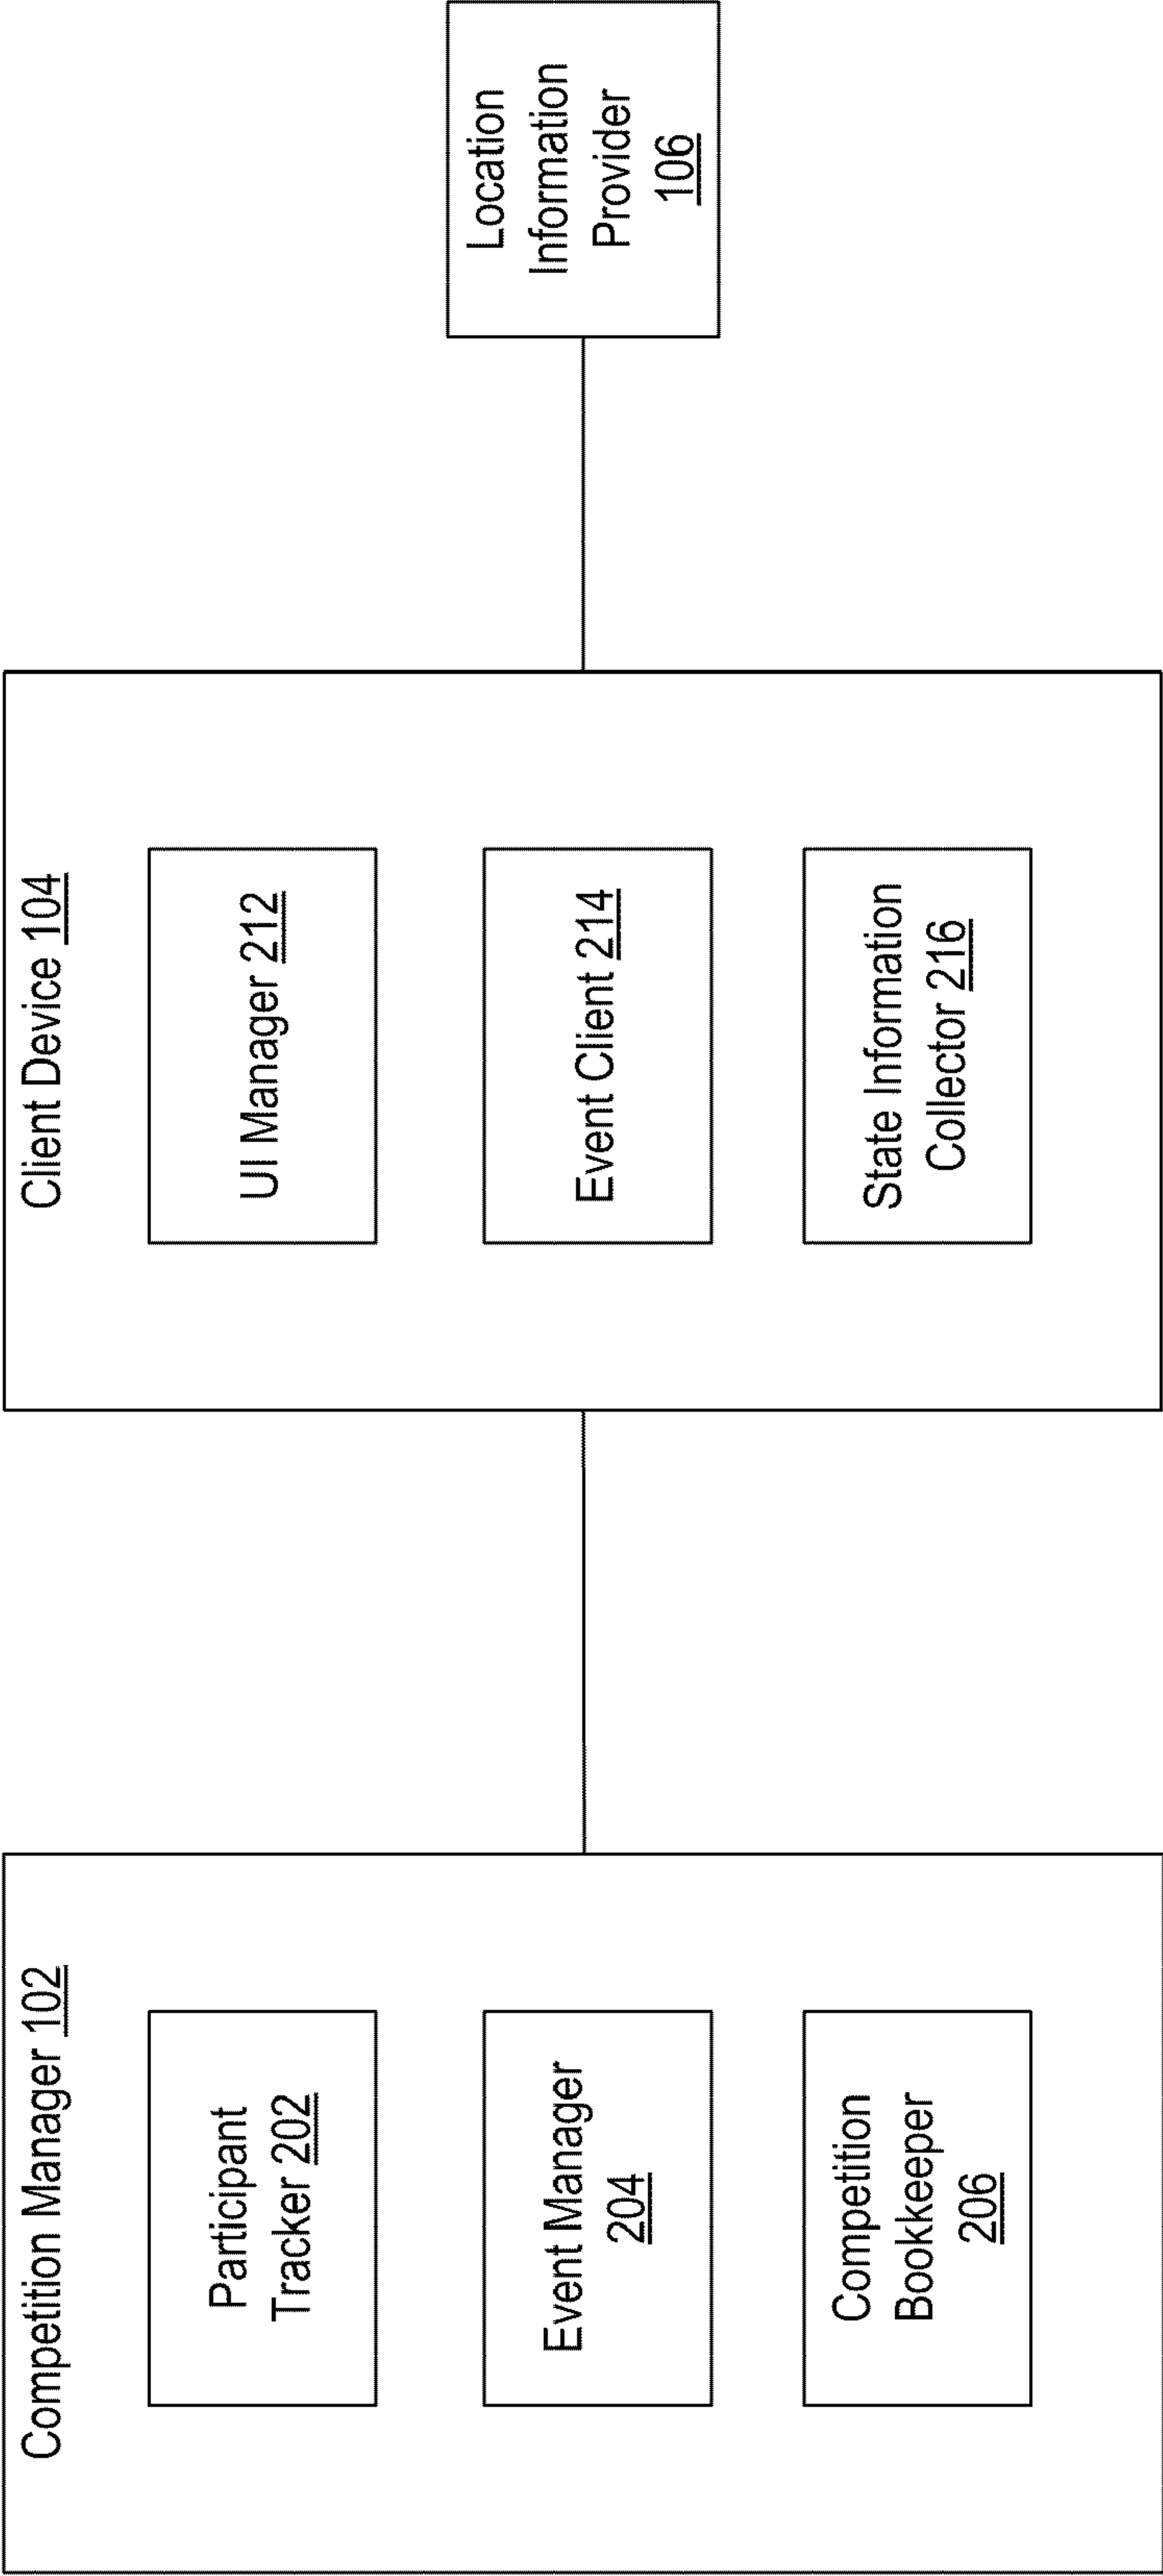 Competition Manager 102
Participant
Tracker 202
Event Manager
204
Competition
Bookkeeper
206
Client Device 104
UI Manager 212
Event Client 214
State Information
Collector 216
Location
Information
Provider
106